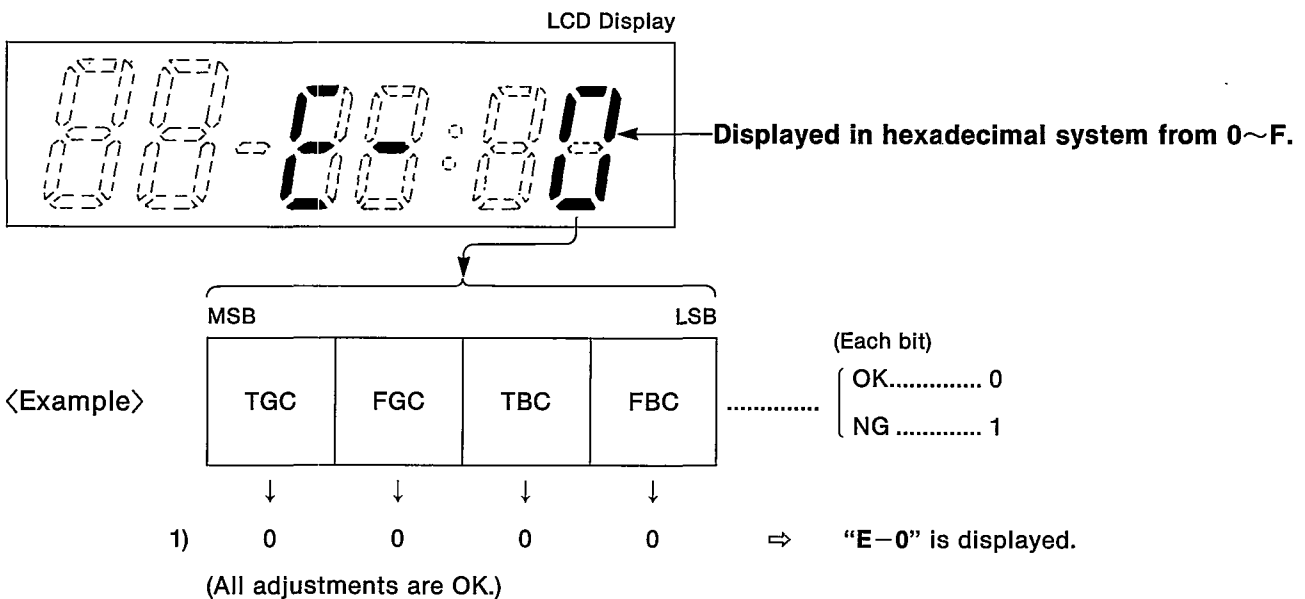 LCD Display
E- 0
Displayed in hexadecimal system from 0~F.
MSB LSB
(Each bit)
〈Example〉 TGC FGC TBC FBC .............. OK.............. 0
NG ............. 1
↓ ↓ ↓ ↓
1) 0 0 0 0 ⇨ “E−0” is displayed.
(All adjustments are OK.)